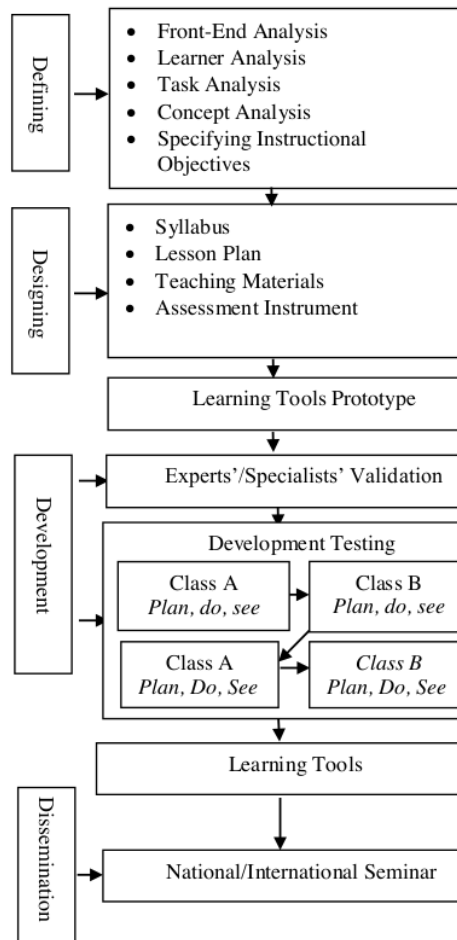 Defining
• Front-End Analysis
• Learner Analysis
• Task Analysis
• Concept Analysis
• Specifying Instructional
Objectives
Designing
• Syllabus
• Lesson Plan
• Teaching Materials
• Assessment Instrument
Learning Tools Prototype
Development
Experts'/Specialists' Validation
Development Testing
Class A
Plan, do, see
Class B
Plan, do, see
Class A
Plan, Do, See
Class B
Plan, Do, See
Learning Tools
Dissemination
National/International Seminar